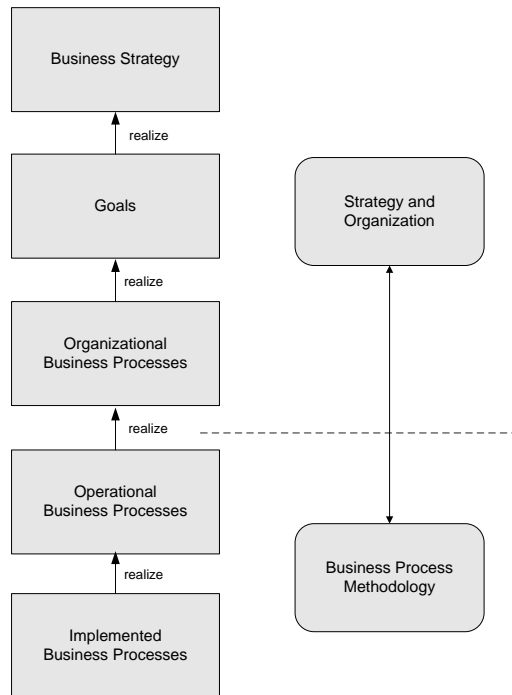 Business Strategy
realize
Goals
Strategy and
Organization
realize
Organizational
Business Processes
realize
Operational
Business Processes
Business Process
Methodology
realize
Implemented
Business Processes